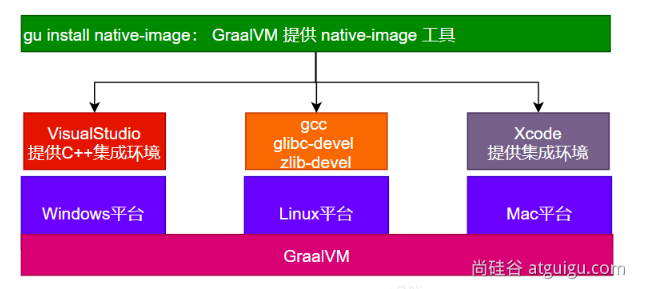 gu install native-image： GraalVM 提供 native-image 工具
VisualStudio
提供C++集成环境
gcc
glibc-devel
zlib-devel
Xcode
提供集成环境
Windows平台
Linux平台
Mac平台
GraalVM
尚硅谷 atguigu.com